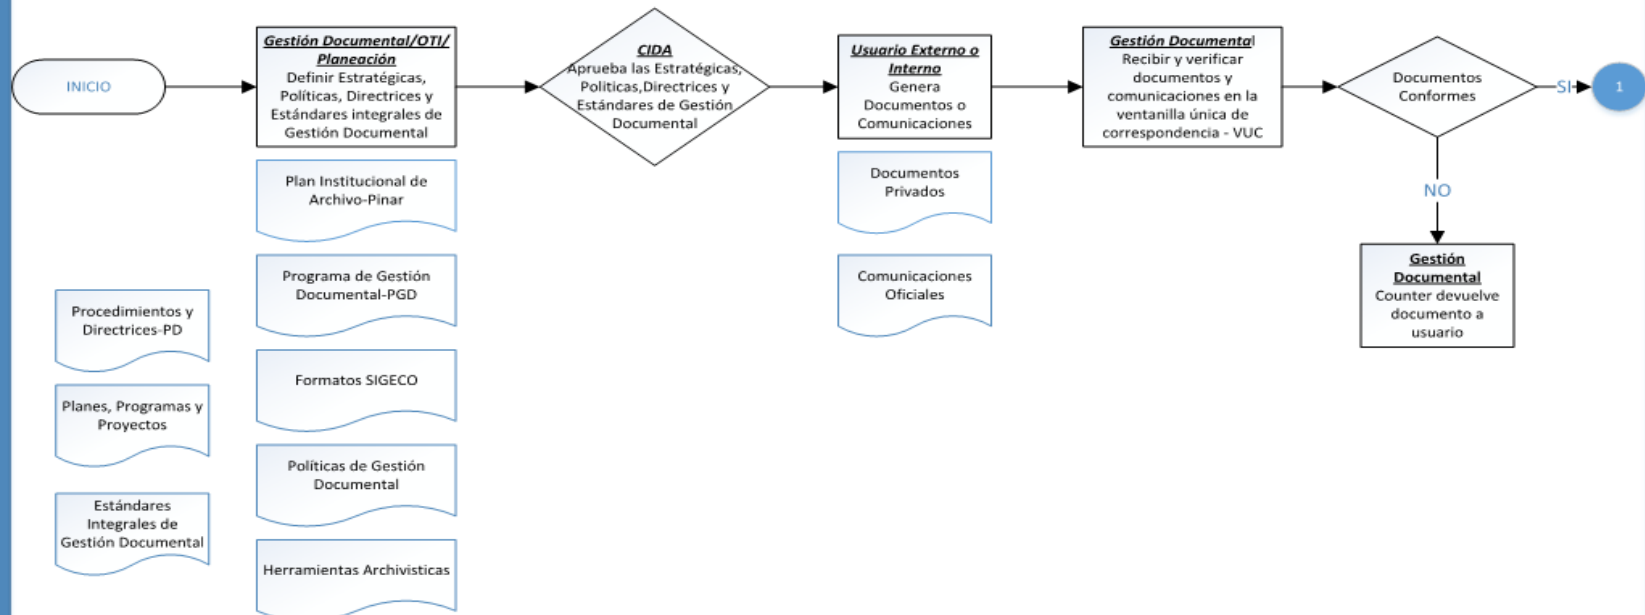 INICIO
Gestión Documental/OTI/
Planeación
Definir Estratégicas,
Políticas, Directrices y
Estándares integrales de
Gestión Documental
CIDA
Aprueba las Estratégicas,
Politicas,Directrices y
Estándares de Gestión
Documental
Usuario Externo o
Interno
Genera
Documentos o
Comunicaciones
Gestión Documental
Recibir y verificar
documentos y
comunicaciones en la
ventanilla única de
correspondencia - VUC
Documentos
Conformes
SI
1
NO
Gestión
Documental
Counter devuelve
documento a
usuario
Plan Institucional de
Archivo-Pinar
Programa de Gestión
Documental-PGD
Formatos SIGECO
Políticas de Gestión
Documental
Herramientas Archivisticas
Procedimientos y
Directrices-PD
Planes, Programas y
Proyectos
Estándares
Integrales de
Gestión Documental
Documentos
Privados
Comunicaciones
Oficiales